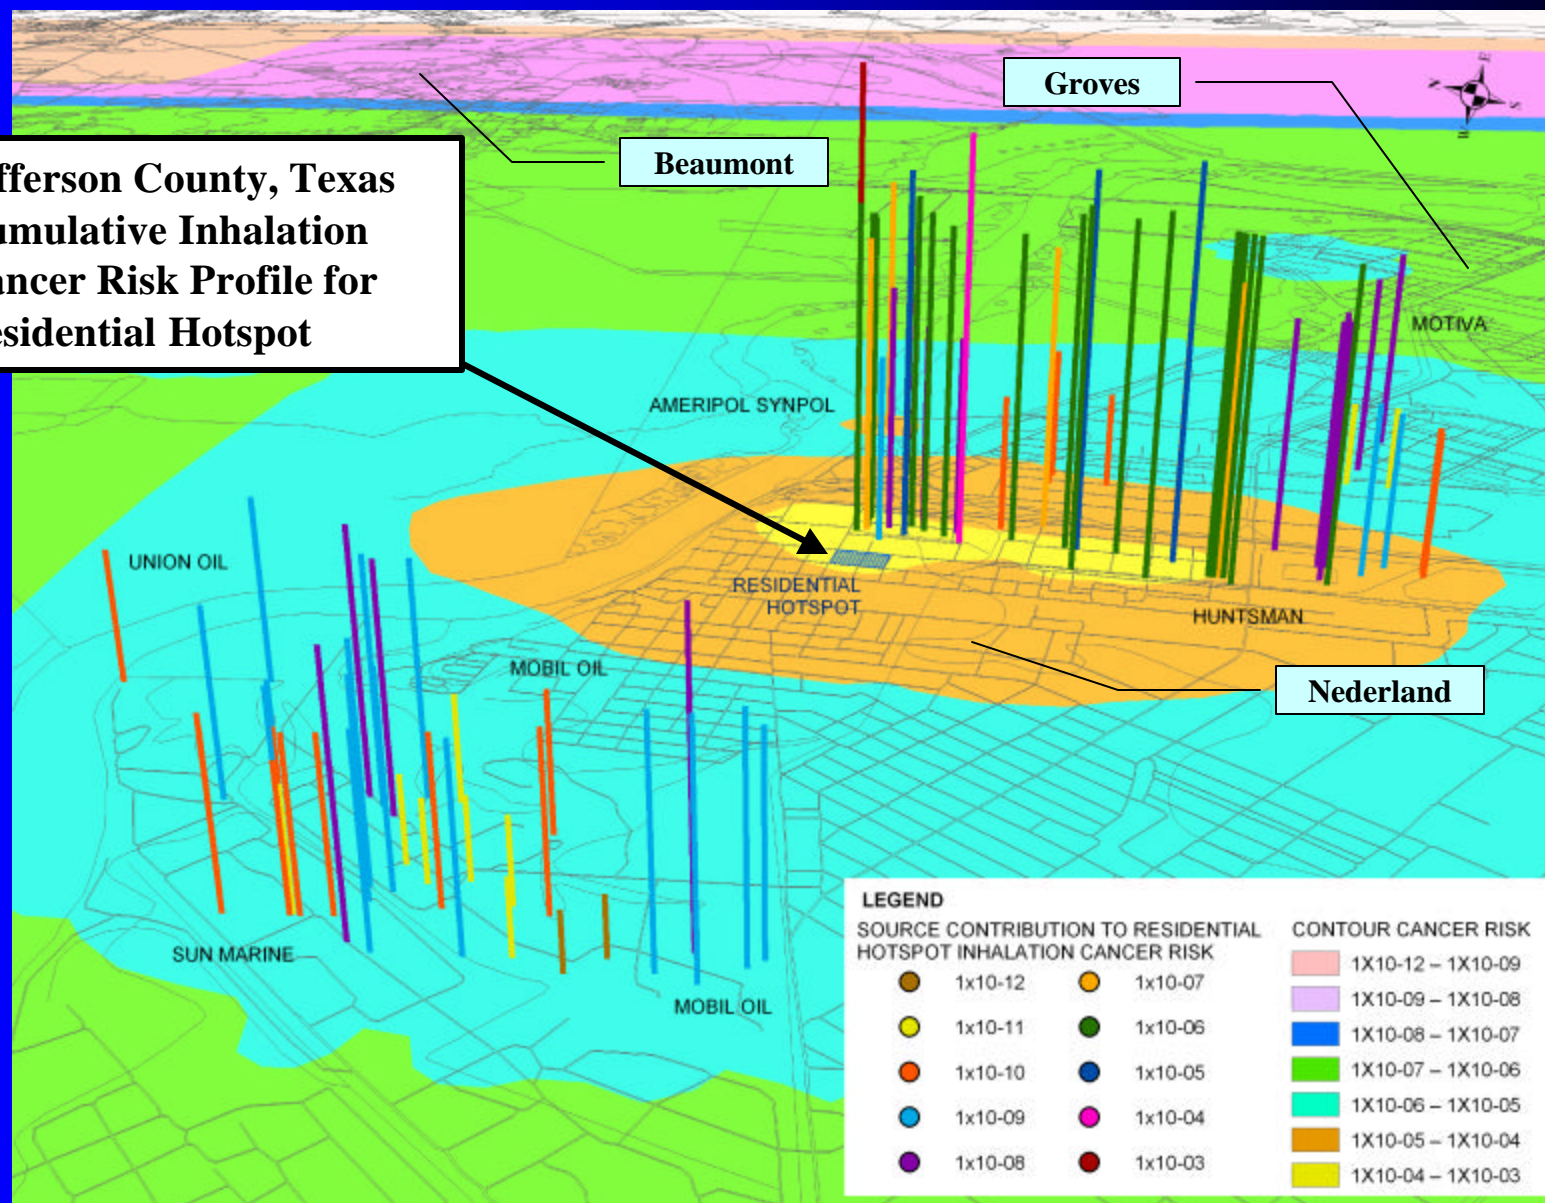 Groves
Beaumont
fferson County, Texas
umulative Inhalation
ancer Risk Profile for
esidential Hotspot
MOTIVA
AMERIPOL SYNPOL
UNION OIL
RESIDENTIAL
HOTSPOT
HUNTSMAN
MOBIL OIL
Nederland
SUN MARINE
MOBIL OIL
LEGEND
SOURCE CONTRIBUTION TO RESIDENTIAL
HOTSPOT INHALATION CANCER RISK
1x10-12
1x10-11
1x10-10
1x10-09
1x10-08
1x10-07
1x10-06
1x10-05
1x10-04
1x10-03
CONTOUR CANCER RISK
1X10-12 – 1X10-09
1X10-09 – 1X10-08
1X10-08 – 1X10-07
1X10-07 – 1X10-06
1X10-06 – 1X10-05
1X10-05 – 1X10-04
1X10-04 – 1X10-03